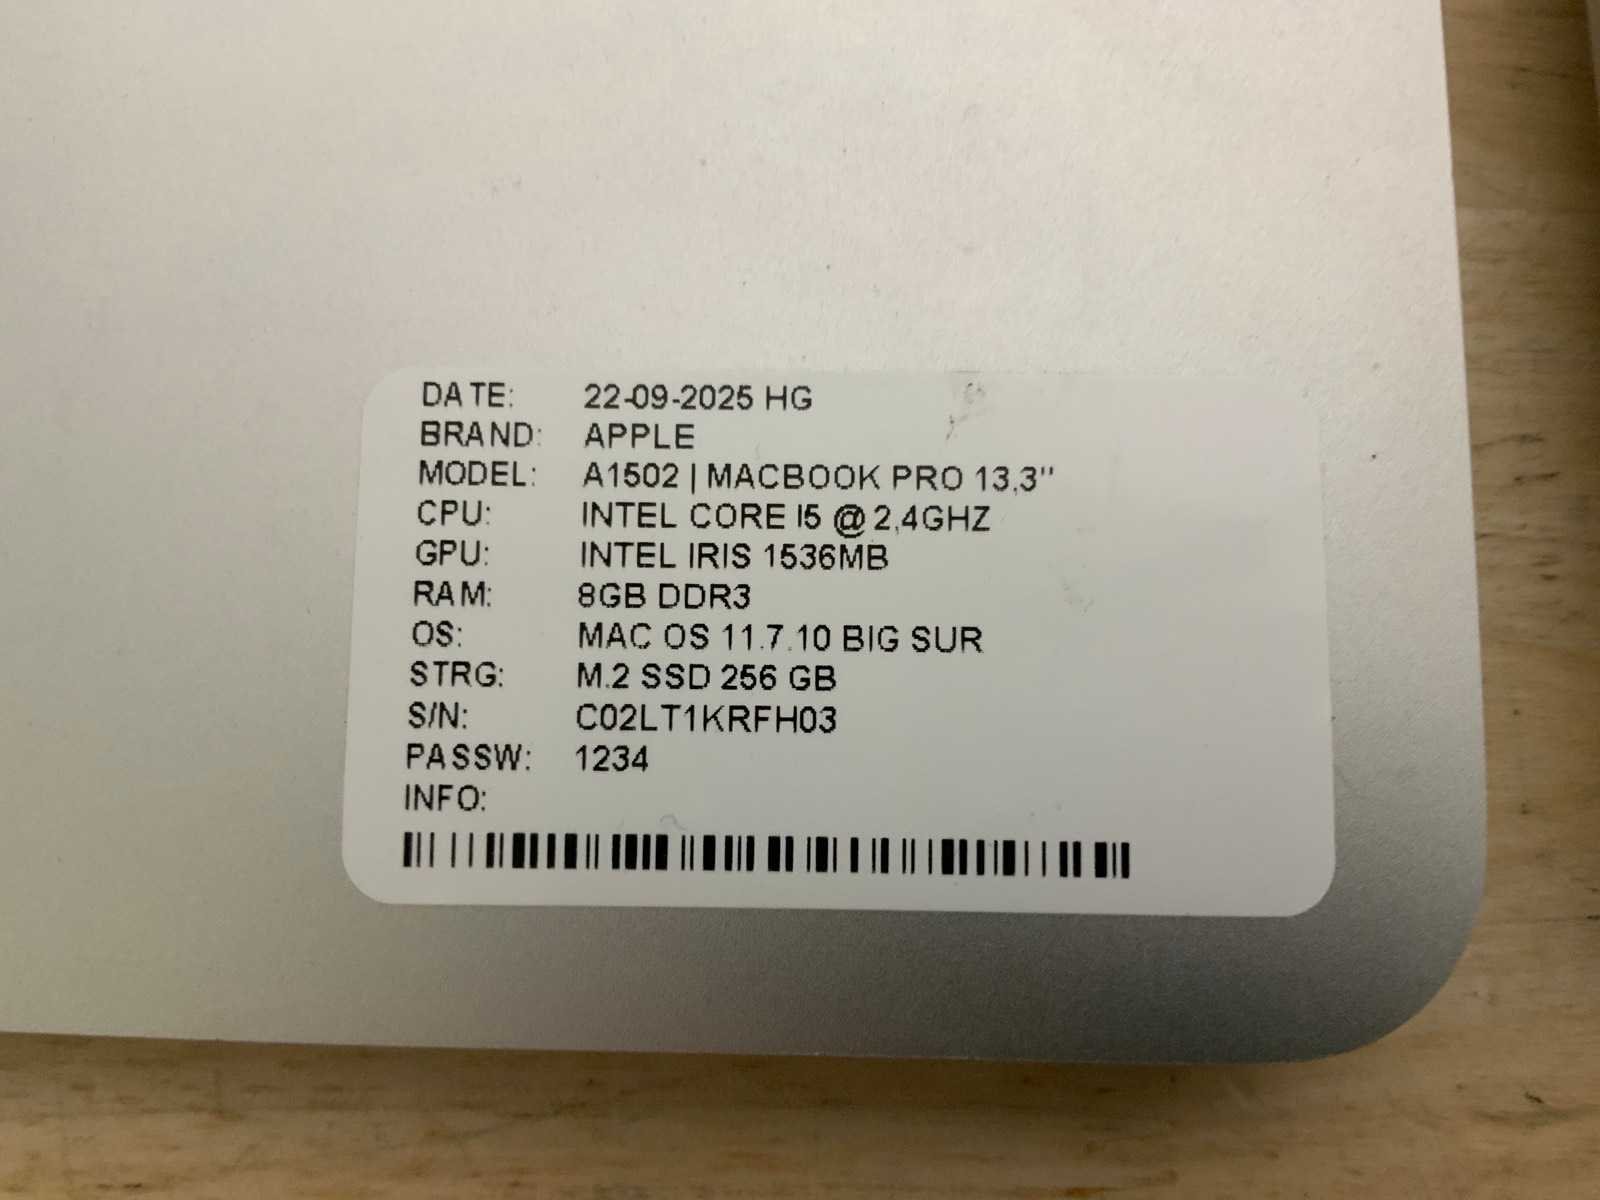 DATE: 22-09-2025 HG
BRAND: APPLE
MODEL: A1502 | MACBOOK PRO 13,3"
CPU: INTEL CORE I5 @ 2,4GHZ
GPU: INTEL IRIS 1536MB
RAM: 8GB DDR3
OS: MAC OS 11.7.10 BIG SUR
STRG: M.2 SSD 256 GB
S/N: C02LT1KRFH03
PASSW: 1234
INFO: